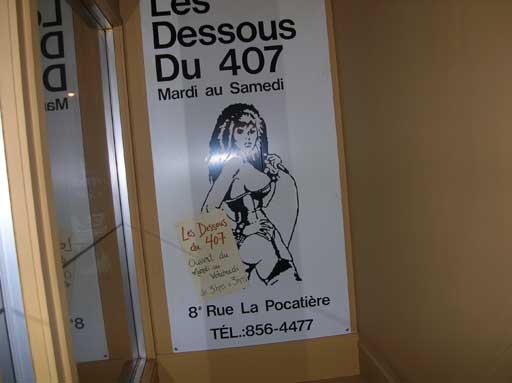 Les
Dessous
Du 407
Mardi au Samedi
Les Dessous
du 407
Ouvert du
Mardi au
Vendredi
8e Rue La Pocatière
TÉL.:856-4477